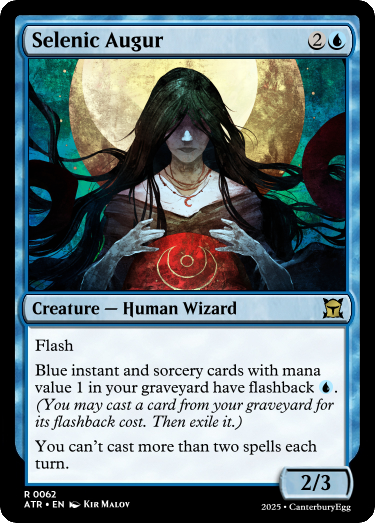 Selenic Augur 2
Creature — Human Wizard
Flash
Blue instant and sorcery cards with mana
value 1 in your graveyard have flashback .
(You may cast a card from your graveyard for
its flashback cost. Then exile it.)
You can't cast more than two spells each
turn.
2/3
R 0062
ATR • EN Kir Malov
2025 • CanterburyEgg